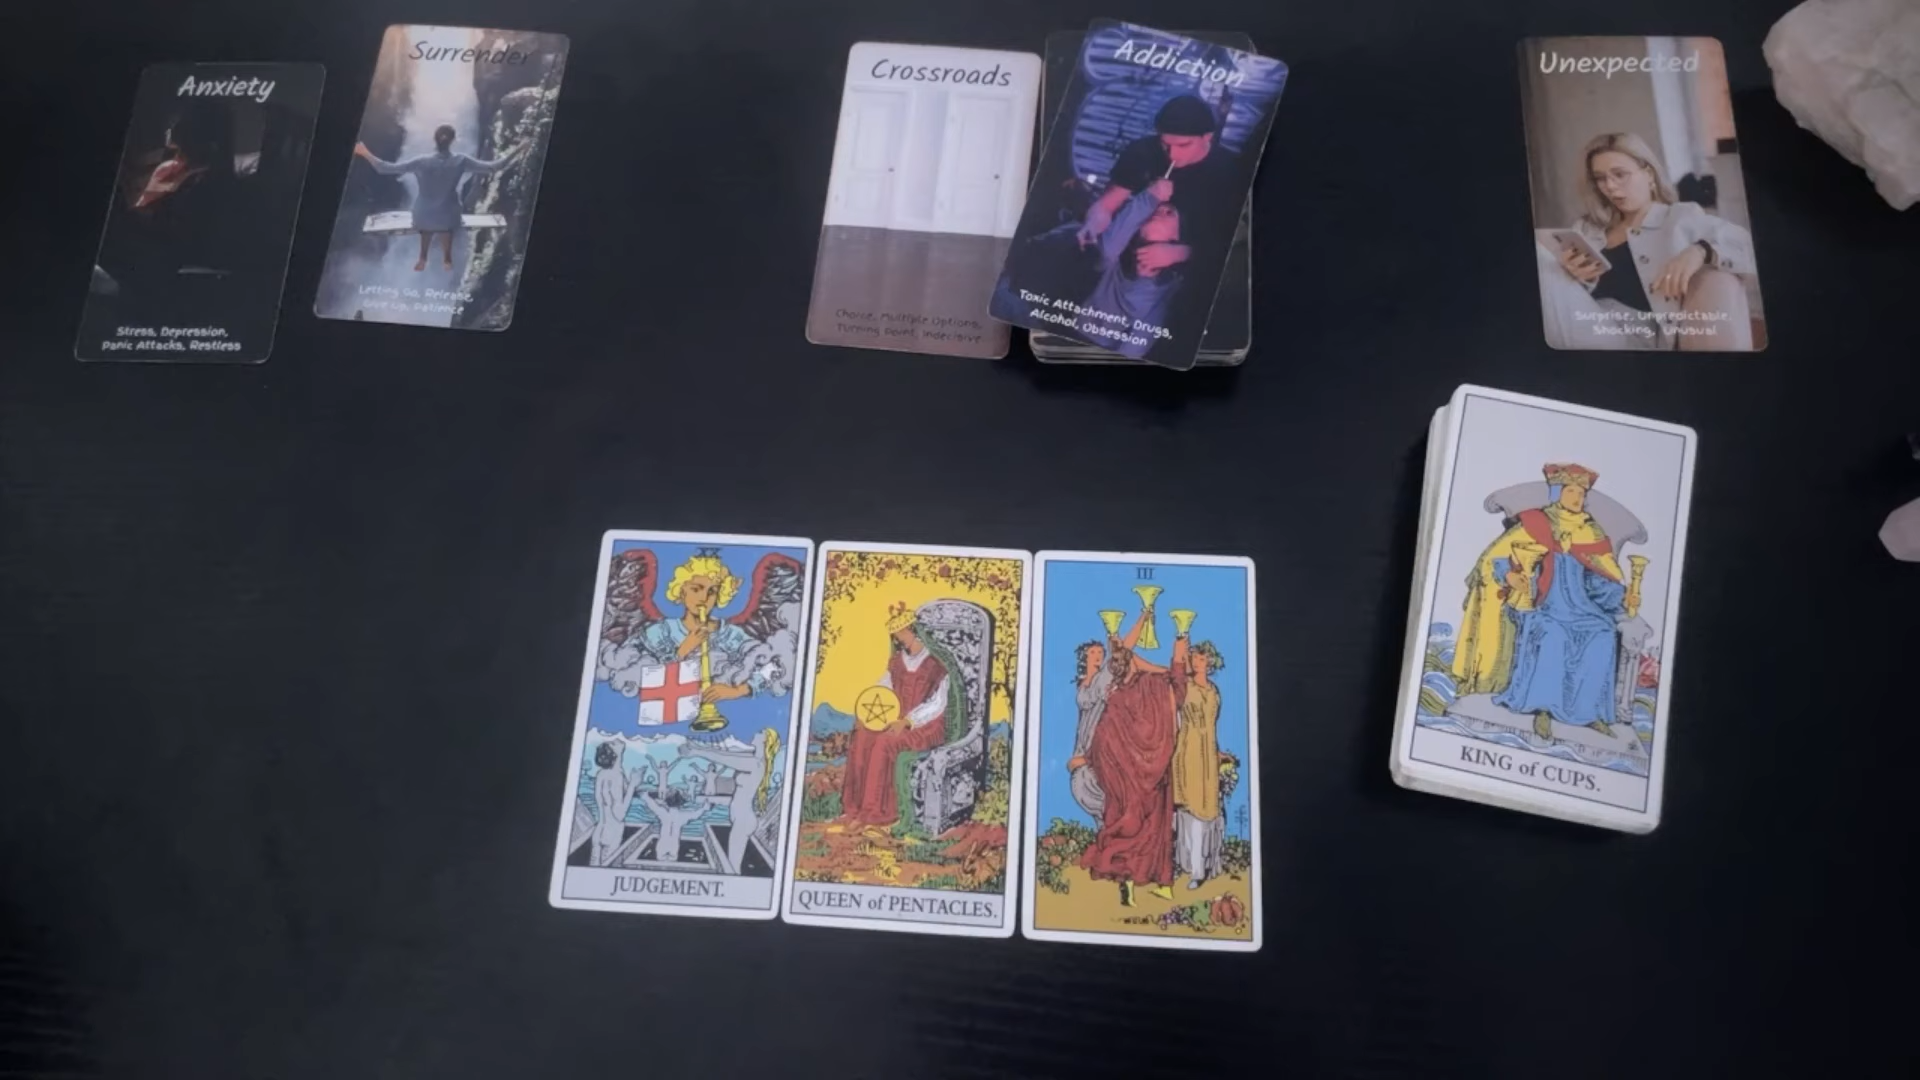 Anxiety
Stress, Depression,
Panic Attacks, Restless
Surrender
Letting Go, Release,
Give Up, Patience
Crossroads
Choice, Multiple Options,
Turning Point, Indecisive
Addiction
Toxic Attachment, Drugs,
Alcohol, Obsession
Unexpected
Surprise, Unpredictable,
Shocking, Unusual
XX
JUDGEMENT.
QUEEN of PENTACLES.
III
KING of CUPS.